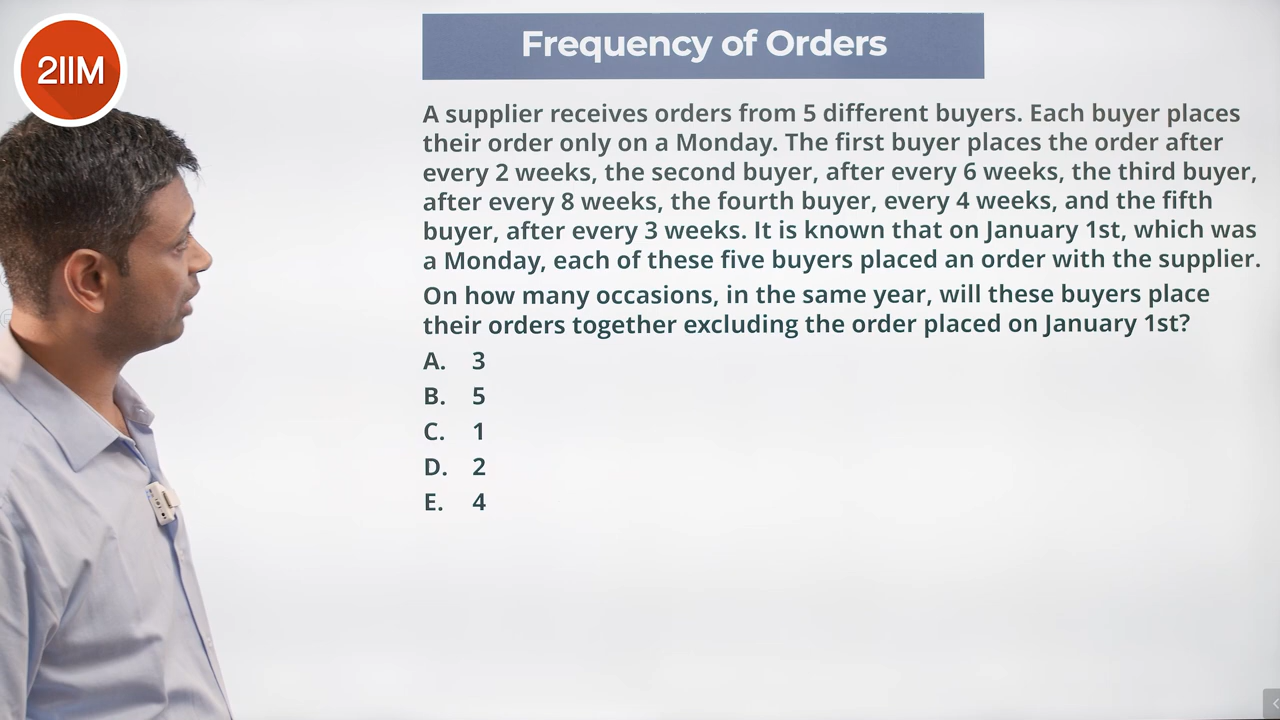 2IIM
Frequency of Orders
A supplier receives orders from 5 different buyers. Each buyer places
their order only on a Monday. The first buyer places the order after
every 2 weeks, the second buyer, after every 6 weeks, the third buyer,
after every 8 weeks, the fourth buyer, every 4 weeks, and the fifth
buyer, after every 3 weeks. It is known that on January 1st, which was
a Monday, each of these five buyers placed an order with the supplier.
On how many occasions, in the same year, will these buyers place
their orders together excluding the order placed on January 1st?
A. 3
B. 5
C. 1
D. 2
E. 4